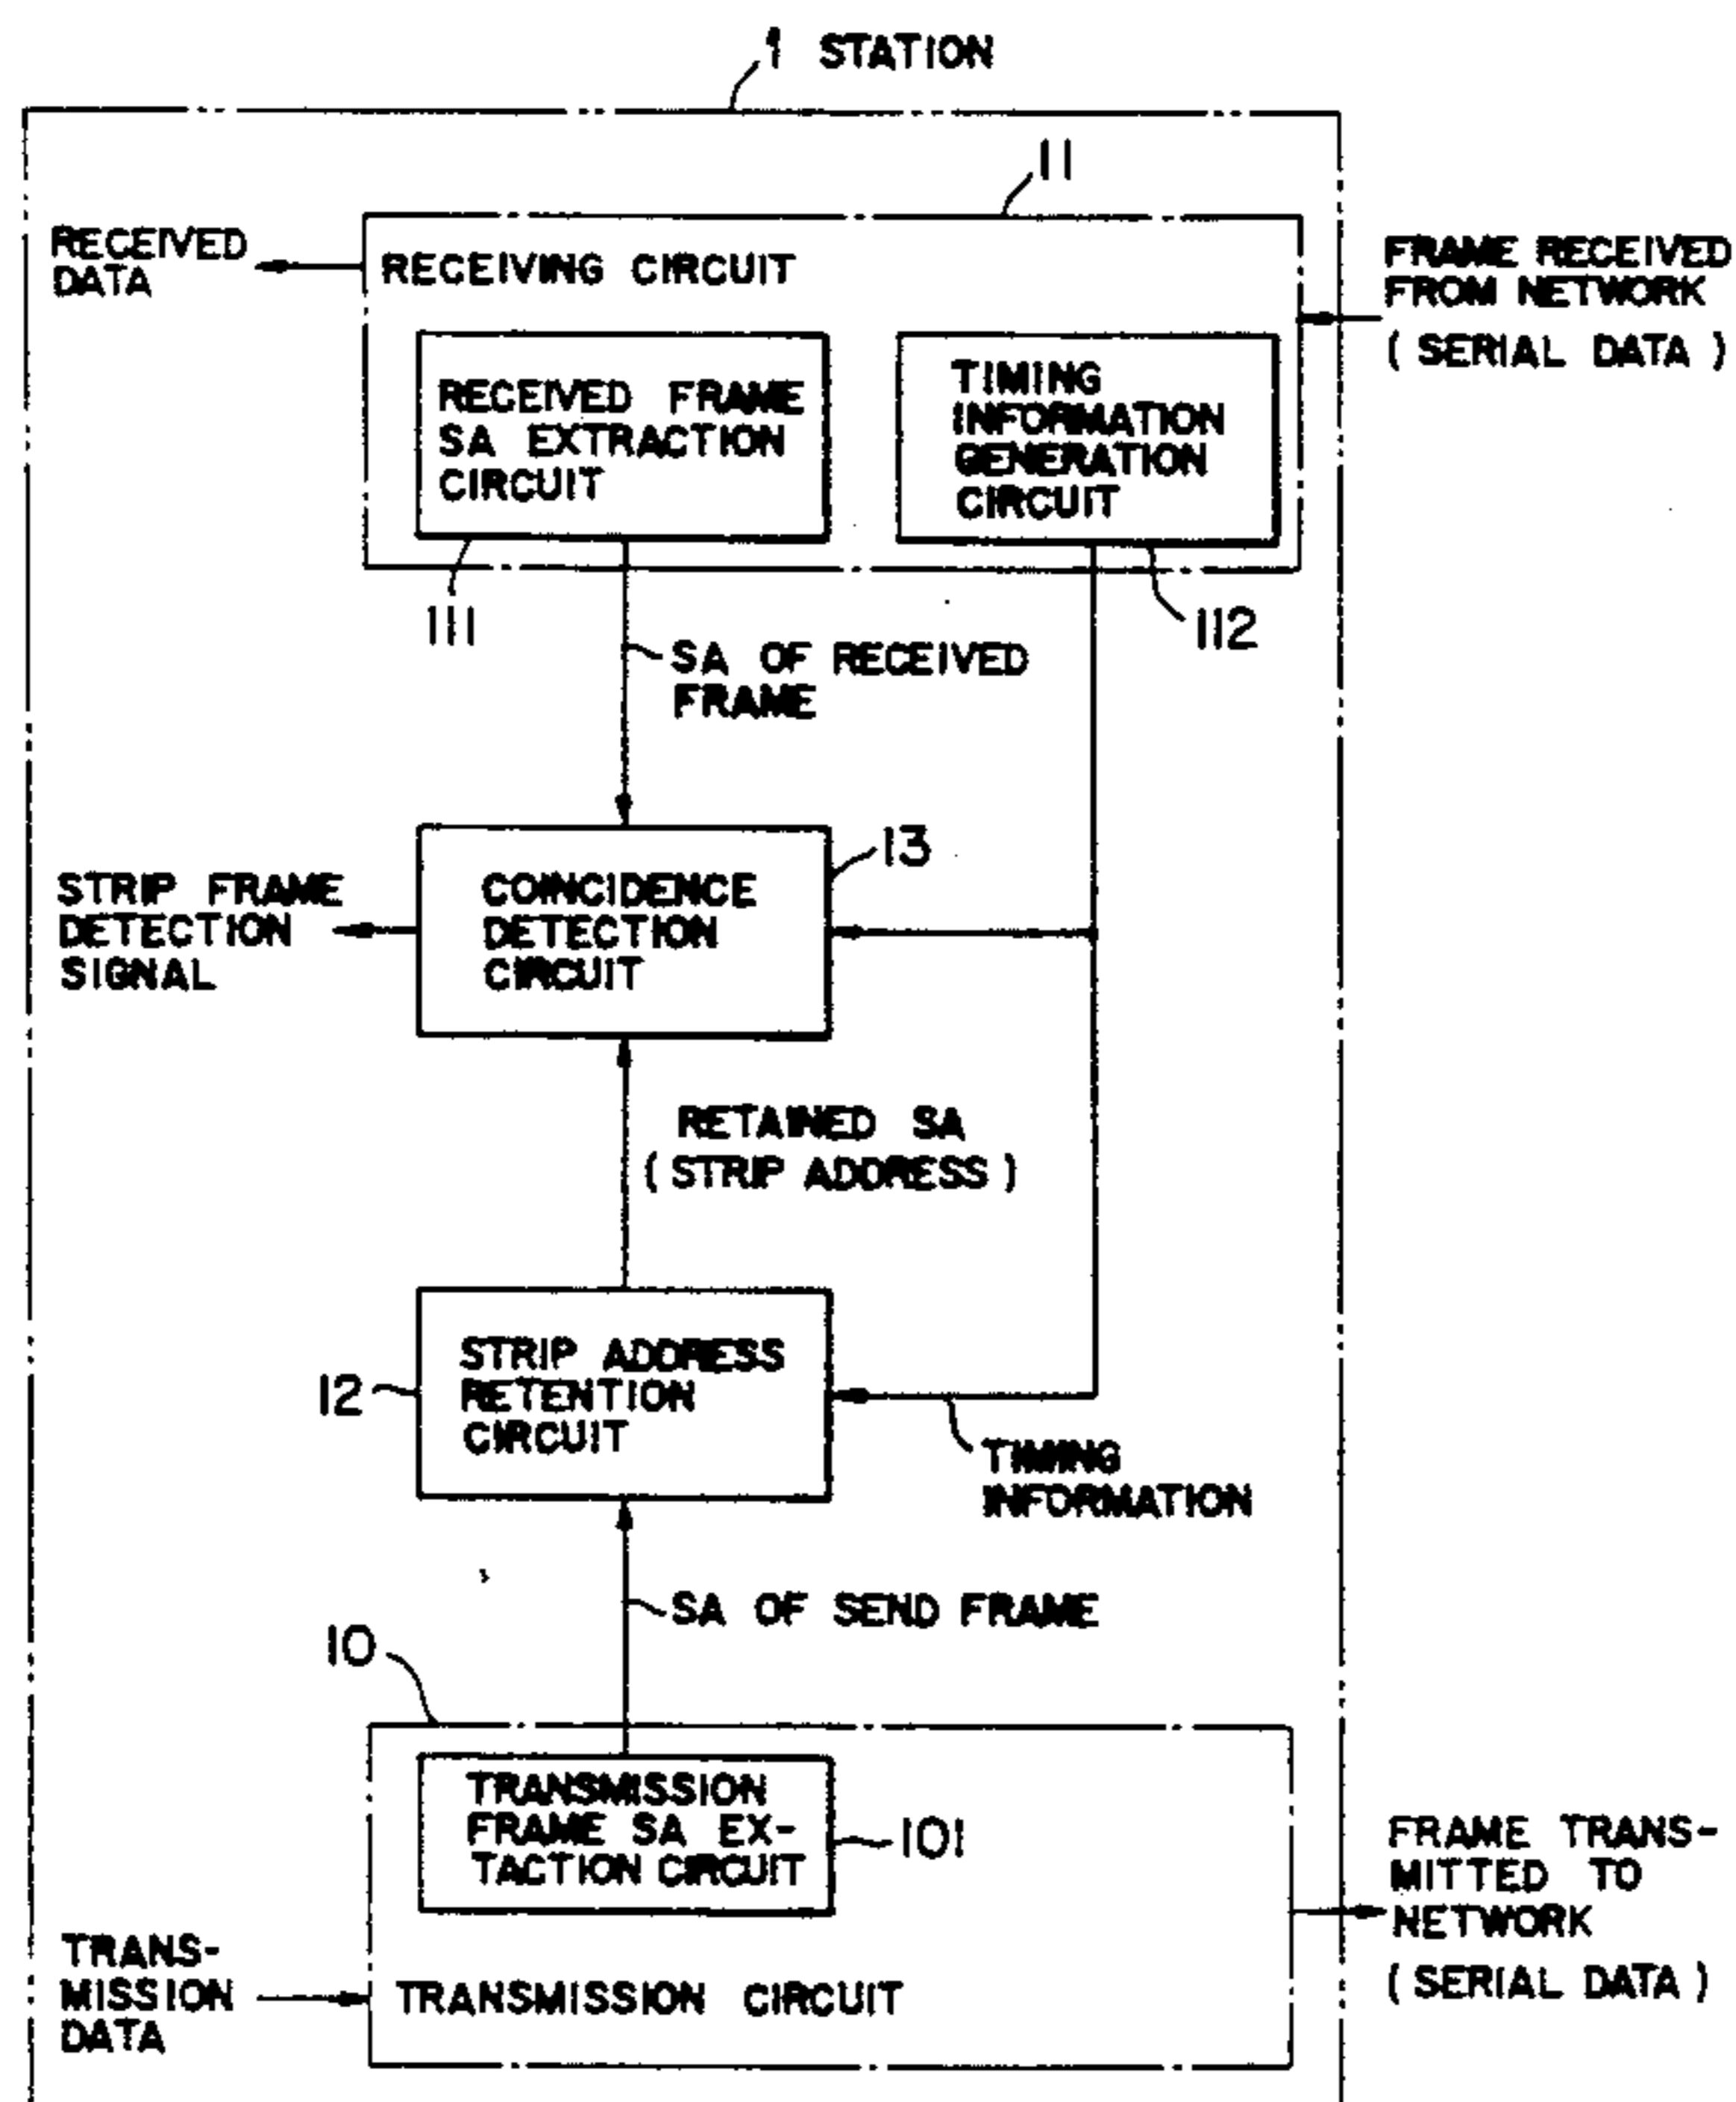 1 STATION
11
RECEIVED
DATA
RECEIVING CIRCUIT
FRAME RECEIVED
FROM NETWORK
( SERIAL DATA )
RECEIVED FRAME
SA EXTRACTION
CIRCUIT
TIMING
INFORMATION
GENERATION
CIRCUIT
111
112
SA OF RECEIVED
FRAME
13
STRIP FRAME
DETECTION
SIGNAL
COINCIDENCE
DETECTION
CIRCUIT
RETAINED SA
( STRIP ADDRESS )
12
STRIP ADDRESS
RETENTION
CIRCUIT
TIMING
INFORMATION
SA OF SEND FRAME
10
TRANSMISSION
FRAME SA EX-
TACTION CIRCUIT
101
FRAME TRANS-
MITTED TO
NETWORK
( SERIAL DATA )
TRANS-
MISSION
DATA
TRANSMISSION CIRCUIT